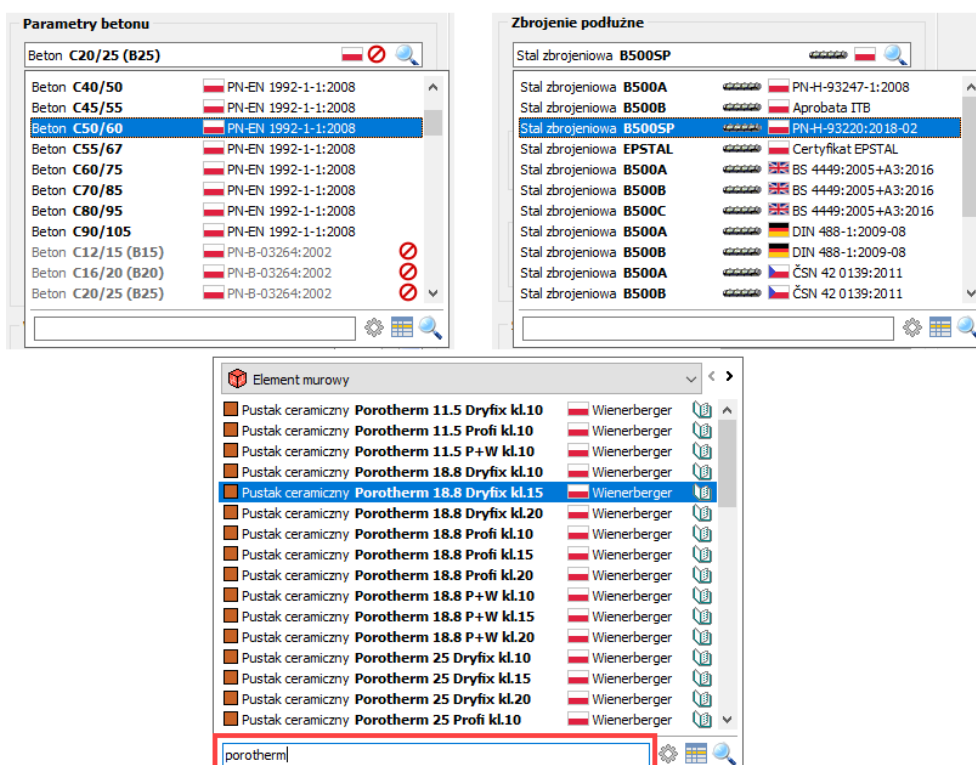 Parametry betonu
Beton C20/25 (B25)
Beton C40/50 PN-EN 1992-1-1:2008
Beton C45/55 PN-EN 1992-1-1:2008
Beton C50/60 PN-EN 1992-1-1:2008
Beton C55/67 PN-EN 1992-1-1:2008
Beton C60/75 PN-EN 1992-1-1:2008
Beton C70/85 PN-EN 1992-1-1:2008
Beton C80/95 PN-EN 1992-1-1:2008
Beton C90/105 PN-EN 1992-1-1:2008
Beton C12/15 (B15) PN-B-03264:2002
Beton C16/20 (B20) PN-B-03264:2002
Beton C20/25 (B25) PN-B-03264:2002
Zbrojenie podłużne
Stal zbrojeniowa B500SP
Stal zbrojeniowa B500A PN-H-93247-1:2008
Stal zbrojeniowa B500B Aprobata ITB
Stal zbrojeniowa B500SP PN-H-93220:2018-02
Stal zbrojeniowa EPSTAL Certyfikat EPSTAL
Stal zbrojeniowa B500A BS 4449:2005+A3:2016
Stal zbrojeniowa B500B BS 4449:2005+A3:2016
Stal zbrojeniowa B500C BS 4449:2005+A3:2016
Stal zbrojeniowa B500A DIN 488-1:2009-08
Stal zbrojeniowa B500B DIN 488-1:2009-08
Stal zbrojeniowa B500A ČSN 42 0139:2011
Stal zbrojeniowa B500B ČSN 42 0139:2011
Element murowy
Pustak ceramiczny Porotherm 11.5 Dryfix kl.10 Wienerberger
Pustak ceramiczny Porotherm 11.5 Profi kl.10 Wienerberger
Pustak ceramiczny Porotherm 11.5 P+W kl.10 Wienerberger
Pustak ceramiczny Porotherm 18.8 Dryfix kl.10 Wienerberger
Pustak ceramiczny Porotherm 18.8 Dryfix kl.15 Wienerberger
Pustak ceramiczny Porotherm 18.8 Dryfix kl.20 Wienerberger
Pustak ceramiczny Porotherm 18.8 Profi kl.10 Wienerberger
Pustak ceramiczny Porotherm 18.8 Profi kl.15 Wienerberger
Pustak ceramiczny Porotherm 18.8 Profi kl.20 Wienerberger
Pustak ceramiczny Porotherm 18.8 P+W kl.10 Wienerberger
Pustak ceramiczny Porotherm 18.8 P+W kl.15 Wienerberger
Pustak ceramiczny Porotherm 18.8 P+W kl.20 Wienerberger
Pustak ceramiczny Porotherm 25 Dryfix kl.10 Wienerberger
Pustak ceramiczny Porotherm 25 Dryfix kl.15 Wienerberger
Pustak ceramiczny Porotherm 25 Dryfix kl.20 Wienerberger
Pustak ceramiczny Porotherm 25 Profi kl.10 Wienerberger
porotherm